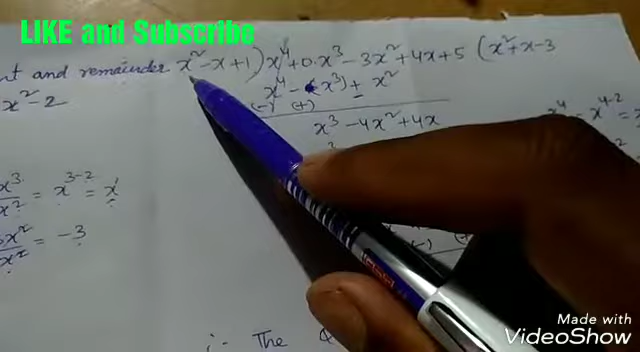 LIKE and Subscribe
nt and remainder x² - x + 1 ) x⁴ + 0·x³ - 3x² + 4x + 5 ( x² + x - 3
x² - 2
x⁴ - x³ + x²
(-) (+) -
x³ - 4x² + 4x
x⁴ x⁴⁻² =
x³/x² = x³⁻² = x¹
x²/x² = -3
(-)
∴ The
Made with
VideoShow